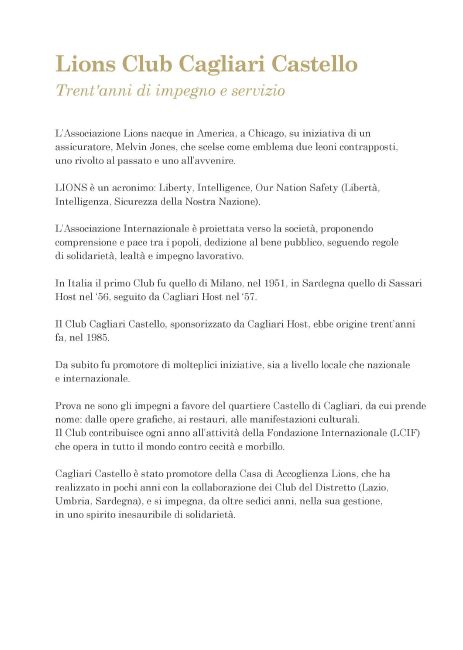 Lions Club Cagliari Castello
Trent'anni di impegno e servizio
L'Associazione Lions nacque in America, a Chicago, su iniziativa di un
assicuratore, Melvin Jones, che scelse come emblema due leoni contrapposti,
uno rivolto al passato e uno all'avvenire.
LIONS è un acronimo: Liberty, Intelligence, Our Nation Safety (Libertà,
Intelligenza, Sicurezza della Nostra Nazione).
L'Associazione Internazionale è proiettata verso la società, proponendo
comprensione e pace tra i popoli, dedizione al bene pubblico, seguendo regole
di solidarietà, lealtà e impegno lavorativo.
In Italia il primo Club fu quello di Milano, nel 1951, in Sardegna quello di Sassari
Host nel '56, seguito da Cagliari Host nel '57.
Il Club Cagliari Castello, sponsorizzato da Cagliari Host, ebbe origine trent'anni
fa, nel 1985.
Da subito fu promotore di molteplici iniziative, sia a livello locale che nazionale
e internazionale.
Prova ne sono gli impegni a favore del quartiere Castello di Cagliari, da cui prende
nome: dalle opere grafiche, ai restauri, alle manifestazioni culturali.
Il Club contribuisce ogni anno all'attività della Fondazione Internazionale (LCIF)
che opera in tutto il mondo contro cecità e morbillo.
Cagliari Castello è stato promotore della Casa di Accoglienza Lions, che ha
realizzato in pochi anni con la collaborazione dei Club del Distretto (Lazio,
Umbria, Sardegna), e si impegna, da oltre sedici anni, nella sua gestione,
in uno spirito inesauribile di solidarietà.